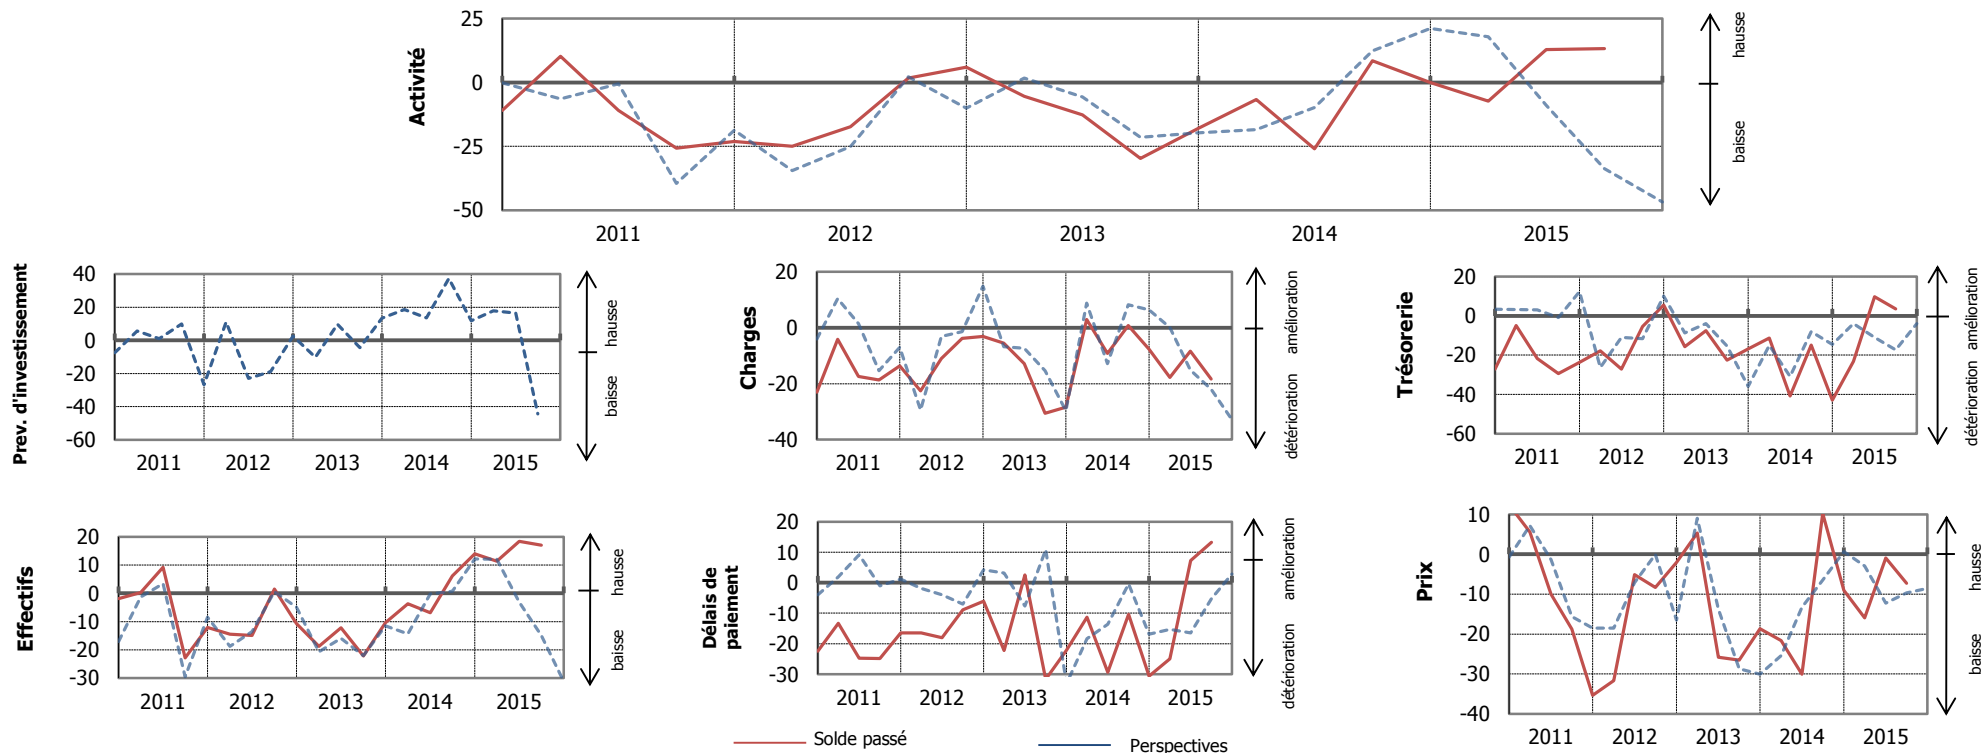 Activité
25
0
-25
-50
2011 2012 2013 2014 2015
hausse
baisse
Prev. d'investissement
40
20
0
-20
-40
-60
2011 2012 2013 2014 2015
hausse
baisse
Charges
20
0
-20
-40
2011 2012 2013 2014 2015
amélioration
détérioration
Trésorerie
20
0
-20
-40
-60
2011 2012 2013 2014 2015
amélioration
détérioration
Effectifs
20
10
0
-10
-20
-30
2011 2012 2013 2014 2015
hausse
baisse
Délais de
paiement
20
10
0
-10
-20
-30
2011 2012 2013 2014 2015
amélioration
détérioration
Prix
10
0
-10
-20
-30
-40
2011 2012 2013 2014 2015
hausse
baisse
Solde passé
Perspectives